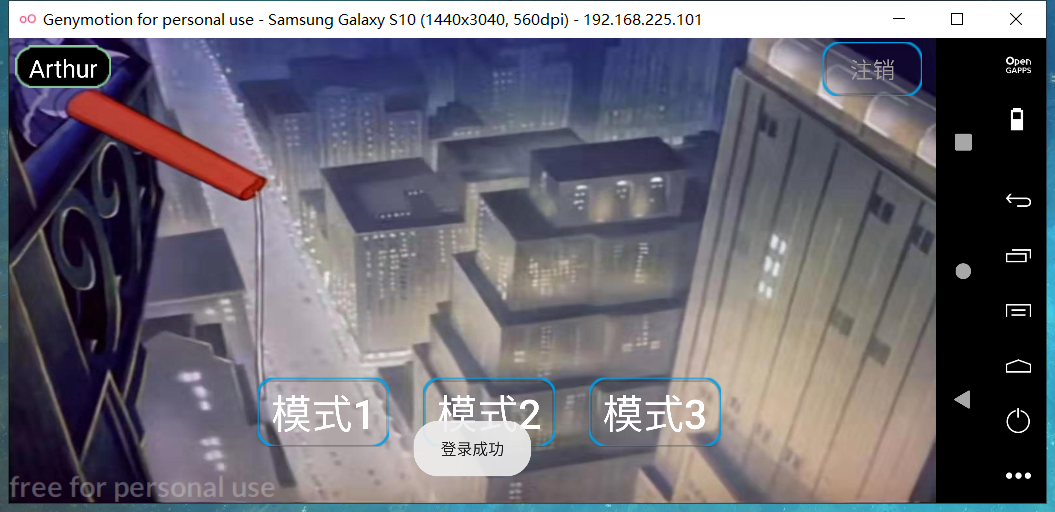 Genymotion for personal use - Samsung Galaxy S10 (1440x3040, 560dpi) - 192.168.225.101
Arthur
注销
Open
GAPPS
模式1
模式2
模式3
登录成功
free for personal use